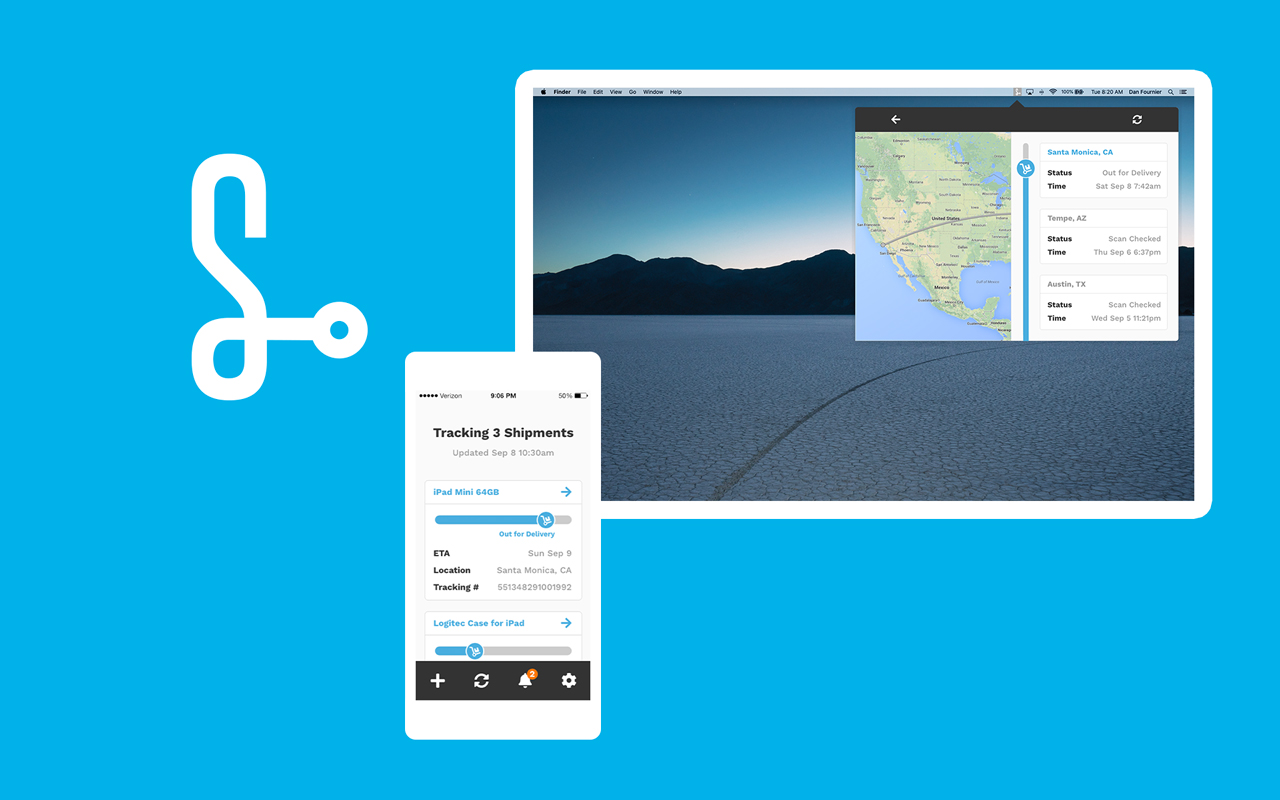 Finder File Edit View Go Window Help
100% Tue 8:20 AM Dan Fournier
Santa Monica, CA
Status Out for Delivery
Time Sat Sep 8 7:42am
Tempe, AZ
Status Scan Checked
Time Thu Sep 6 6:37pm
Austin, TX
Status Scan Checked
Time Wed Sep 5 11:21pm
United States
Mexico
Gulf of Mexico
Verizon 9:06 PM 50%
Tracking 3 Shipments
Updated Sep 8 10:30am
iPad Mini 64GB
Out for Delivery
ETA Sun Sep 9
Location Santa Monica, CA
Tracking # 551348291001992
Logitec Case for iPad
2